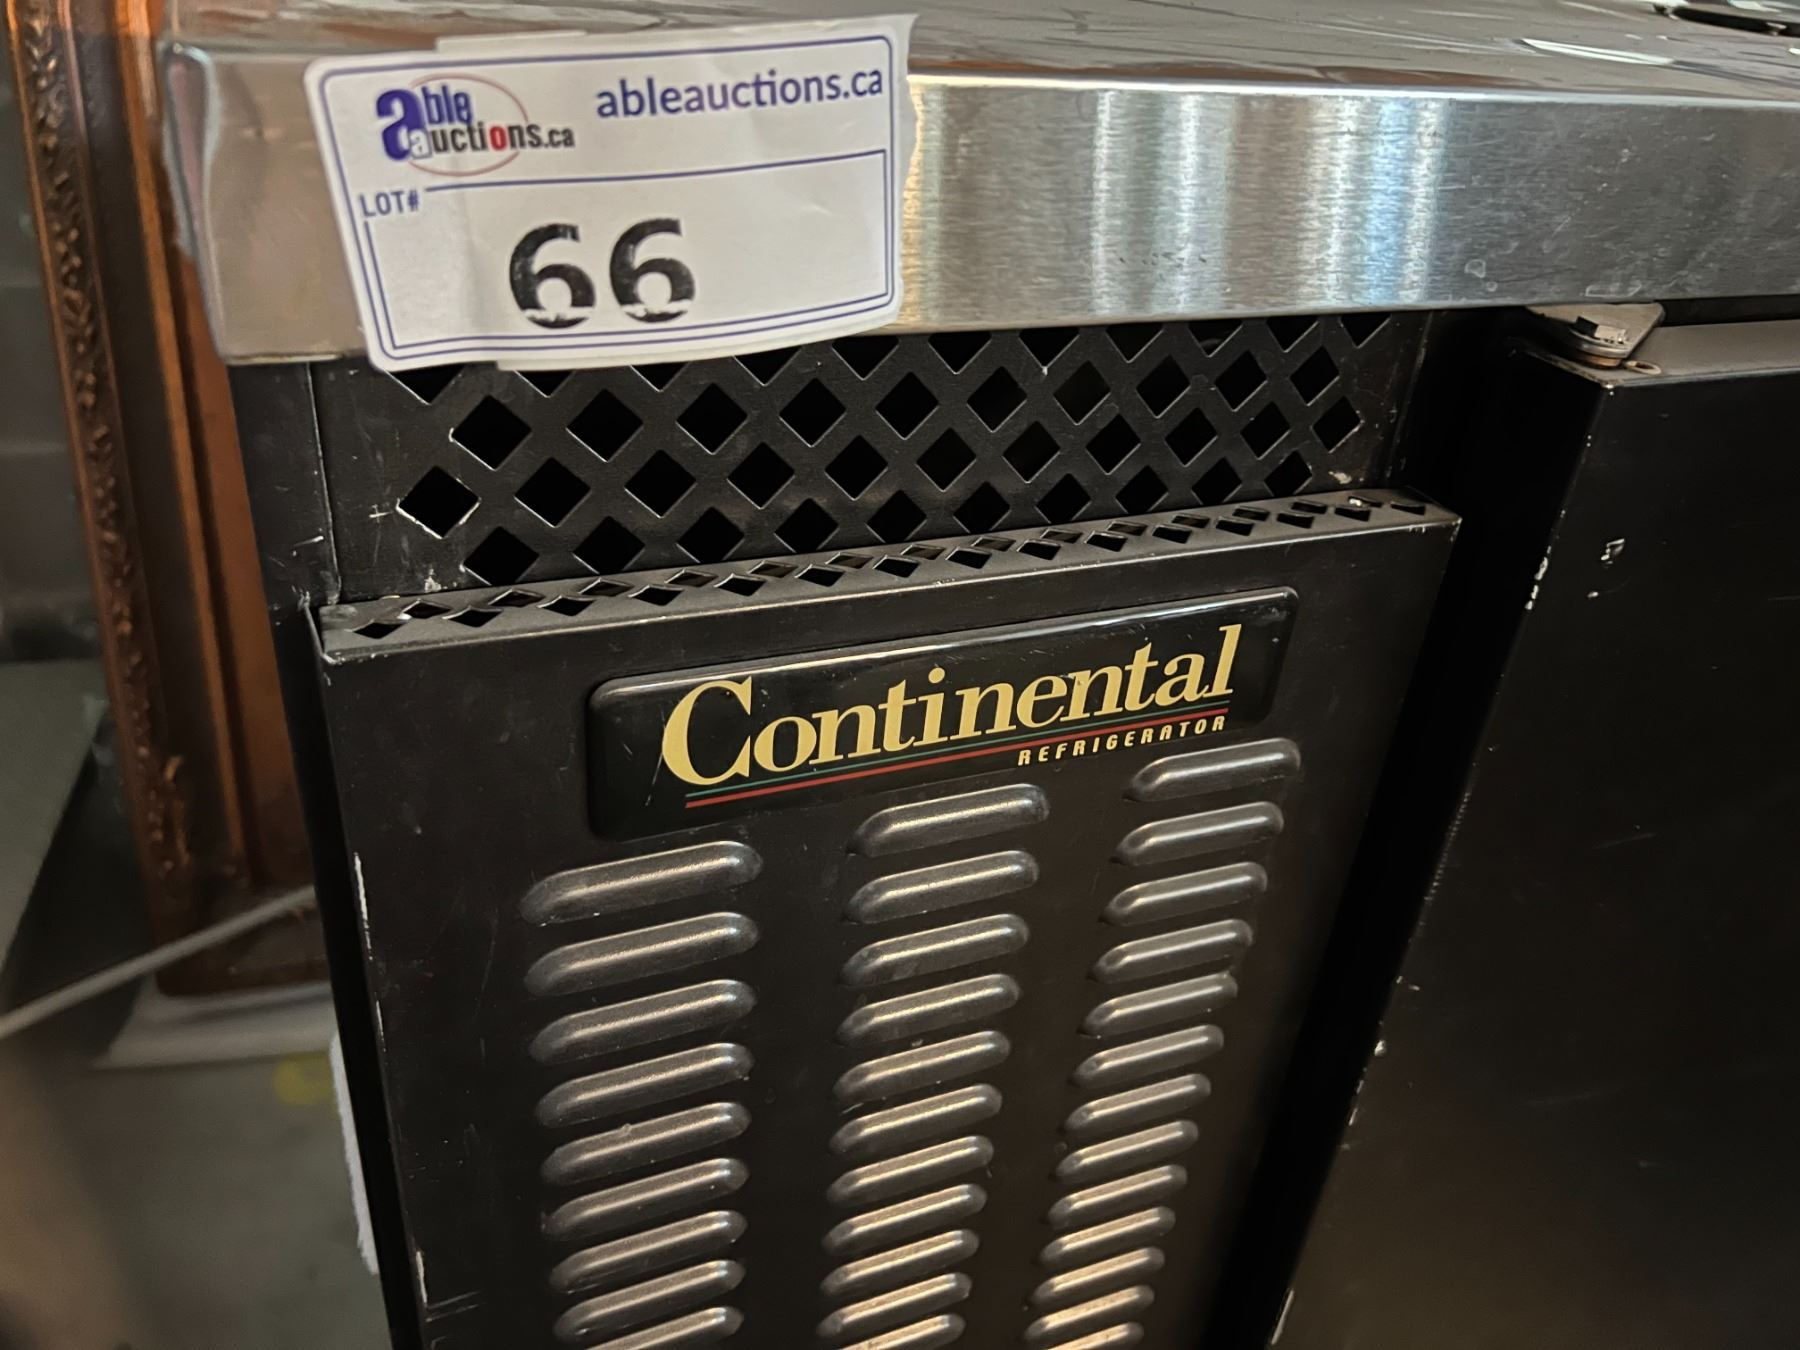 able auctions.ca
ableauctions.ca
LOT#
66
Continental
REFRIGERATOR